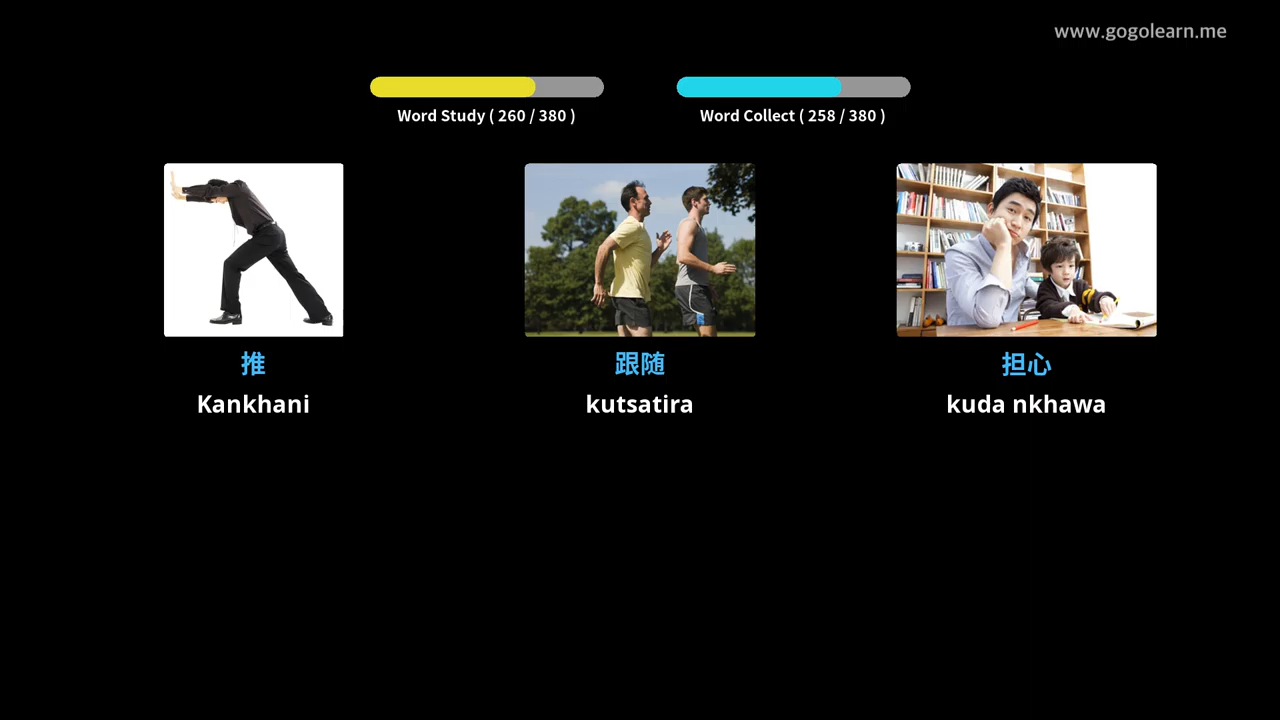 www.gogolearn.me
Word Study ( 260 / 380 )
Word Collect ( 258 / 380 )
推
跟随
担心
Kankhani
kutsatira
kuda nkhawa